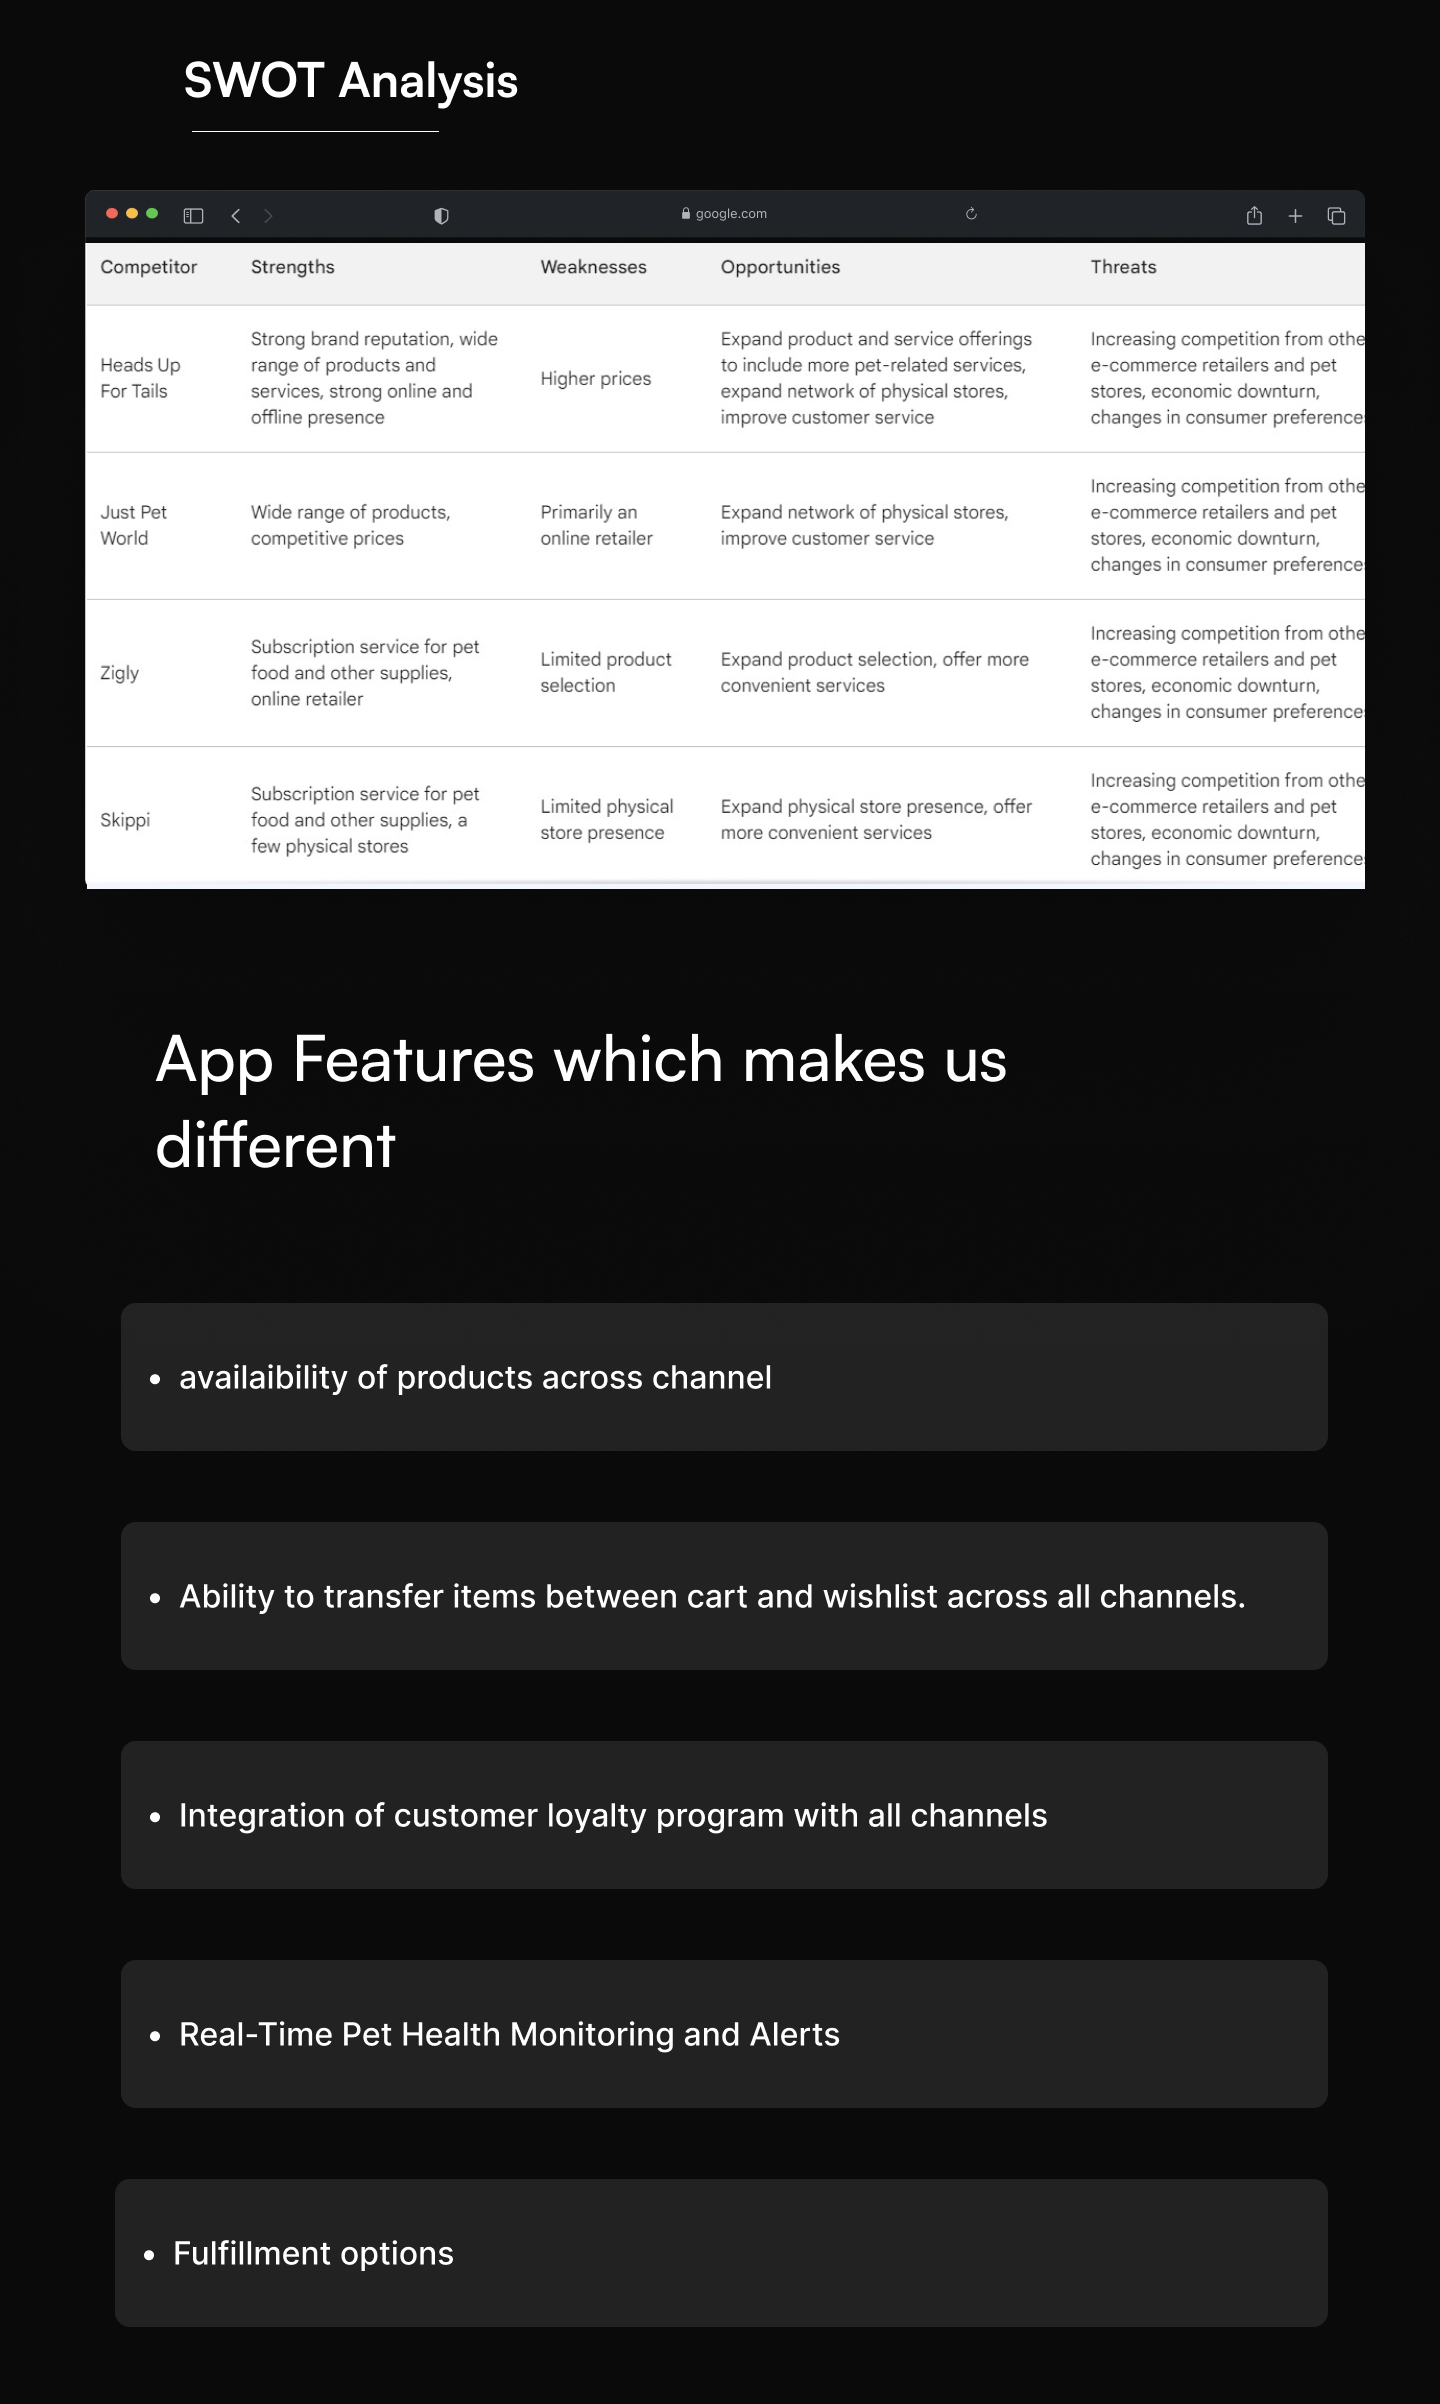 SWOT Analysis
google.com
Competitor Strengths Weaknesses Opportunities Threats
Heads Up
For Tails
Strong brand reputation, wide
range of products and
services, strong online and
offline presence
Higher prices
Expand product and service offerings
to include more pet-related services,
expand network of physical stores,
improve customer service
Increasing competition from othe
e-commerce retailers and pet
stores, economic downturn,
changes in consumer preference
Just Pet
World
Wide range of products,
competitive prices
Primarily an
online retailer
Expand network of physical stores,
improve customer service
Increasing competition from othe
e-commerce retailers and pet
stores, economic downturn,
changes in consumer preference
Zigly
Subscription service for pet
food and other supplies,
online retailer
Limited product
selection
Expand product selection, offer more
convenient services
Increasing competition from othe
e-commerce retailers and pet
stores, economic downturn,
changes in consumer preference
Skippi
Subscription service for pet
food and other supplies, a
few physical stores
Limited physical
store presence
Expand physical store presence, offer
more convenient services
Increasing competition from othe
e-commerce retailers and pet
stores, economic downturn,
changes in consumer preference
App Features which makes us
different
• availaibility of products across channel
• Ability to transfer items between cart and wishlist across all channels.
• Integration of customer loyalty program with all channels
• Real-Time Pet Health Monitoring and Alerts
• Fulfillment options